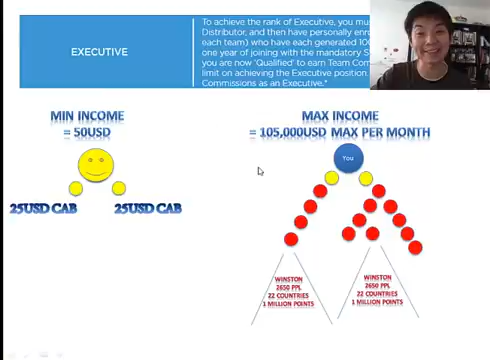 EXECUTIVE
To achieve the rank of Executive, you mus
Distributor, and then have personally enro
each team) who have each generated 100
one year of joining with the mandatory S
you are now 'Qualified' to earn Team Com
limit on achieving the Executive position.
Commissions as an Executive.*
MIN INCOME
= 50USD
25USD CAB
25USD CAB
MAX INCOME
= 105,000USD MAX PER MONTH
You
WINSTON
2650 PPL
22 COUNTRIES
1 MILLION POINTS
WINSTON
2650 PPL
22 COUNTRIES
1 MILLION POINTS